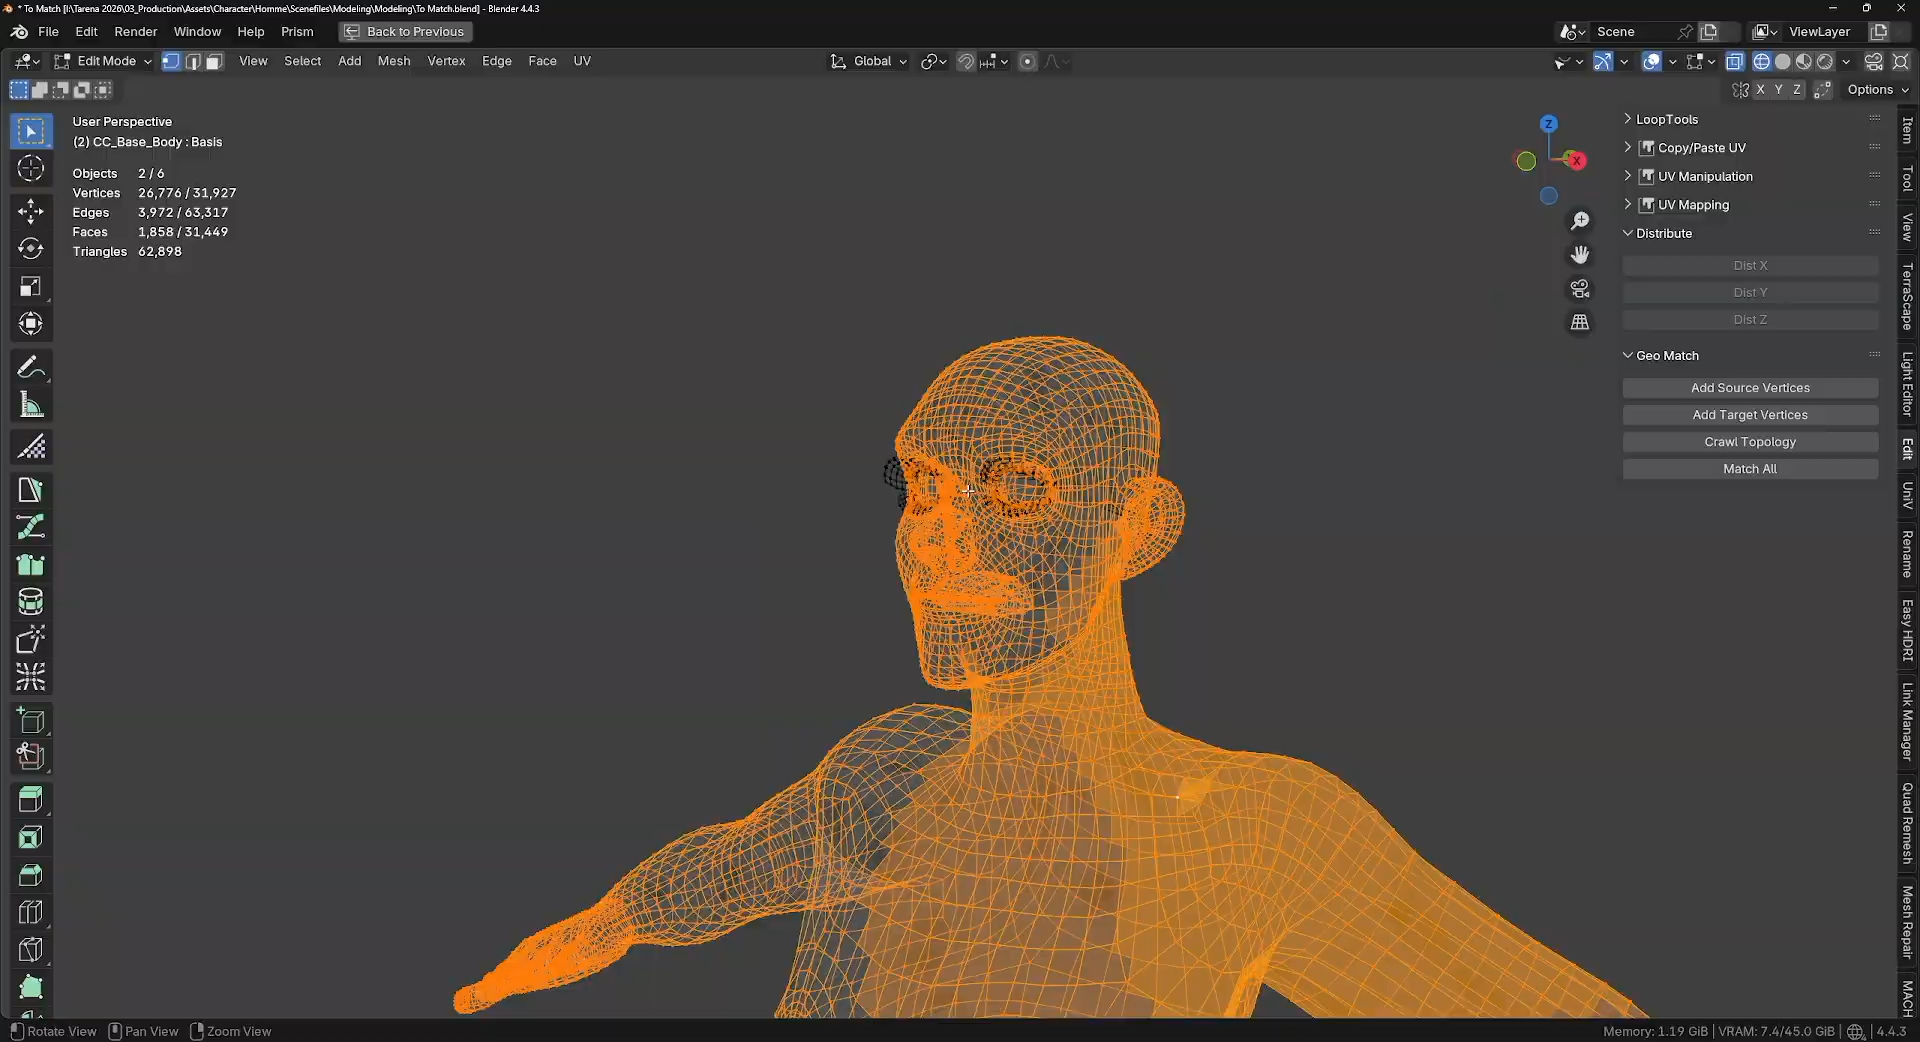 * To Match [I:\Tarena 2026\03_Production\Assets\Character\Homme\Scenefiles\Modeling\Modeling\To Match.blend] - Blender 4.4.3
File Edit Render Window Help Prism Back to Previous Scene ViewLayer
Edit Mode View Select Add Mesh Vertex Edge Face UV Global
X Y Z Options
User Perspective
(2) CC_Base_Body : Basis
Objects 2 / 6
Vertices 26,776 / 31,927
Edges 3,972 / 63,317
Faces 1,858 / 31,449
Triangles 62,898
Z
X
LoopTools
Copy/Paste UV
UV Manipulation
UV Mapping
Distribute
Dist X
Dist Y
Dist Z
Geo Match
Add Source Vertices
Add Target Vertices
Crawl Topology
Match All
Item
Tool
View
TerraScape
Light Editor
Edit
UniV
Rename
Easy HDRI
Link Manager
Quad Remesh
Mesh Repair
MACH
Rotate View Pan View Zoom View
Memory: 1.19 GiB | VRAM: 7.4/45.0 GiB | 4.4.3